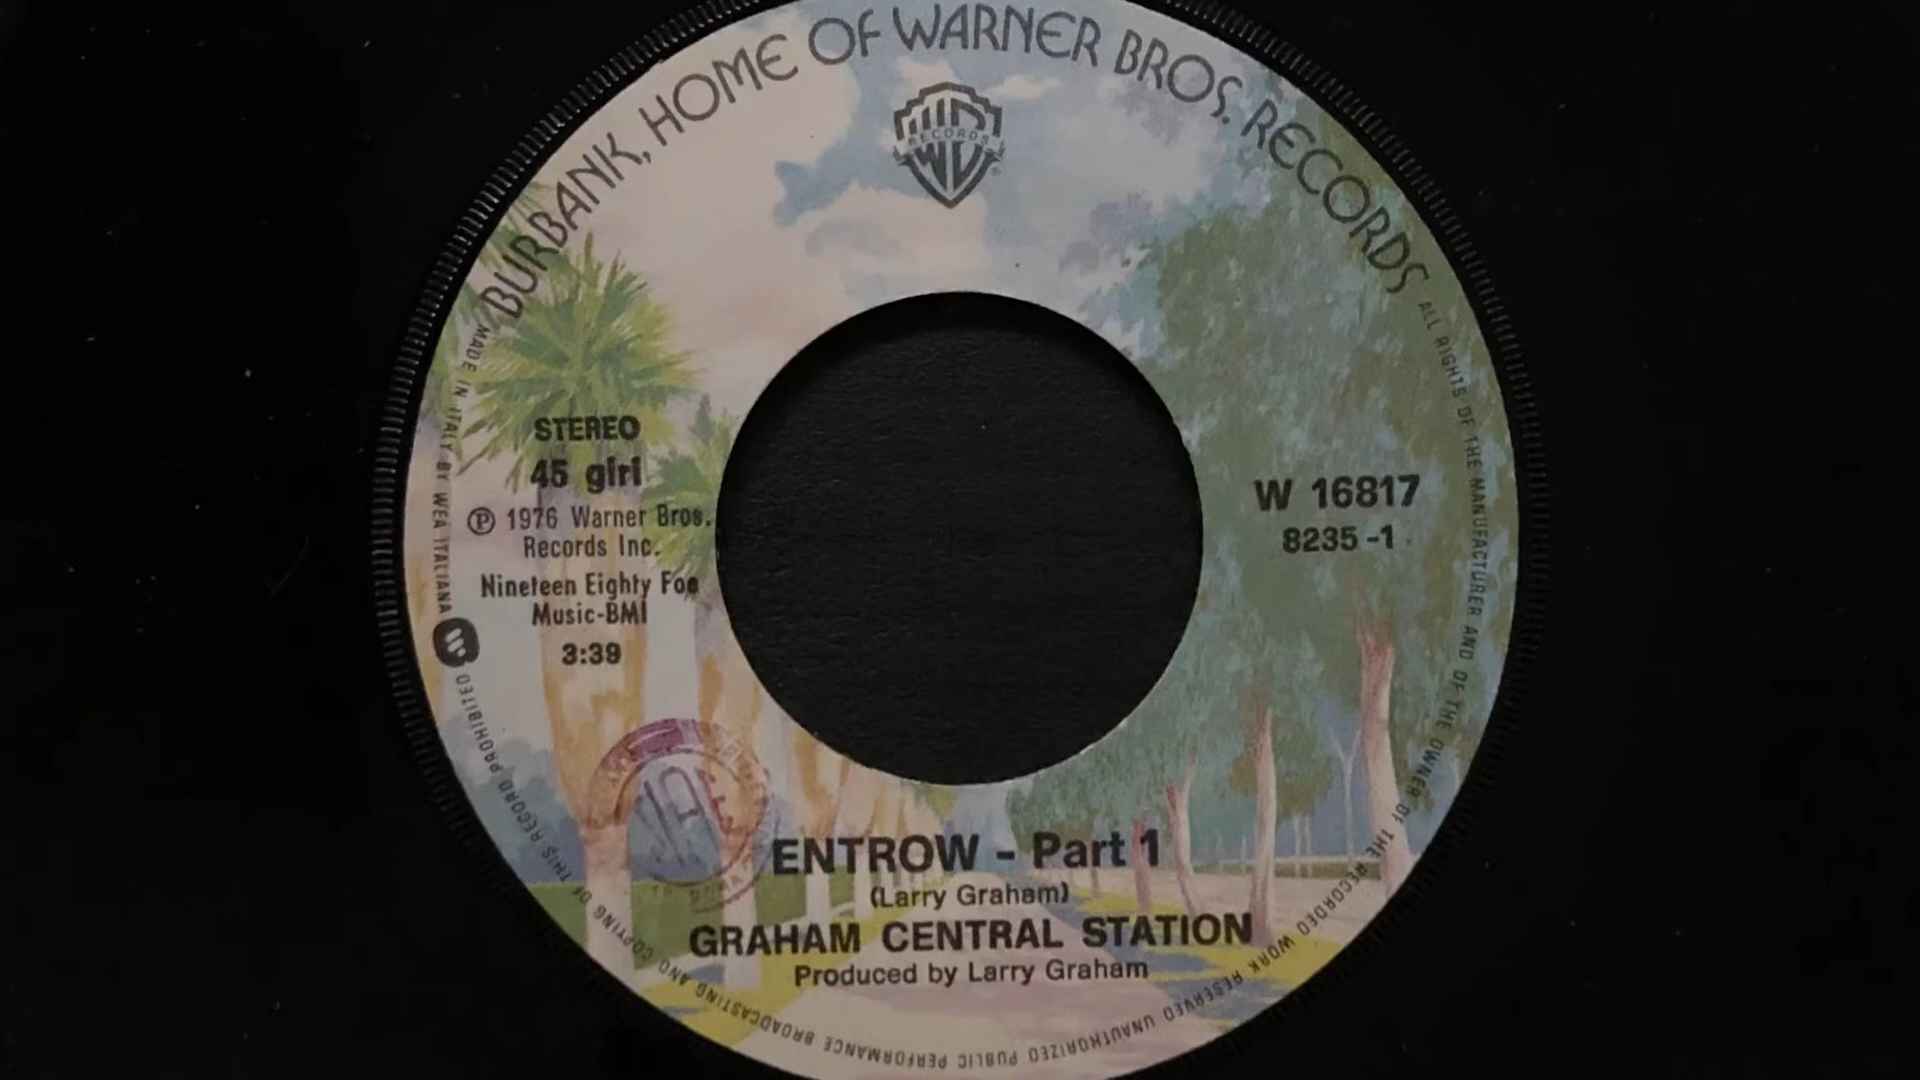 BURBANK, HOME OF WARNER BROS. RECORDS
RECORDS
STEREO
45 giri
℗ 1976 Warner Bros.
Records Inc.
Nineteen Eighty Foe
Music-BMI
3:39
W 16817
8235-1
ENTROW - Part 1
(Larry Graham)
GRAHAM CENTRAL STATION
Produced by Larry Graham
MADE IN ITALY BY WEA ITALIANA
ALL RIGHTS OF THE MANUFACTURER AND OF THE OWNER OF THE RECORDED WORK RESERVED UNAUTHORIZED PUBLIC PERFORMANCE BROADCASTING AND COPYING OF THIS RECORD PROHIBITED